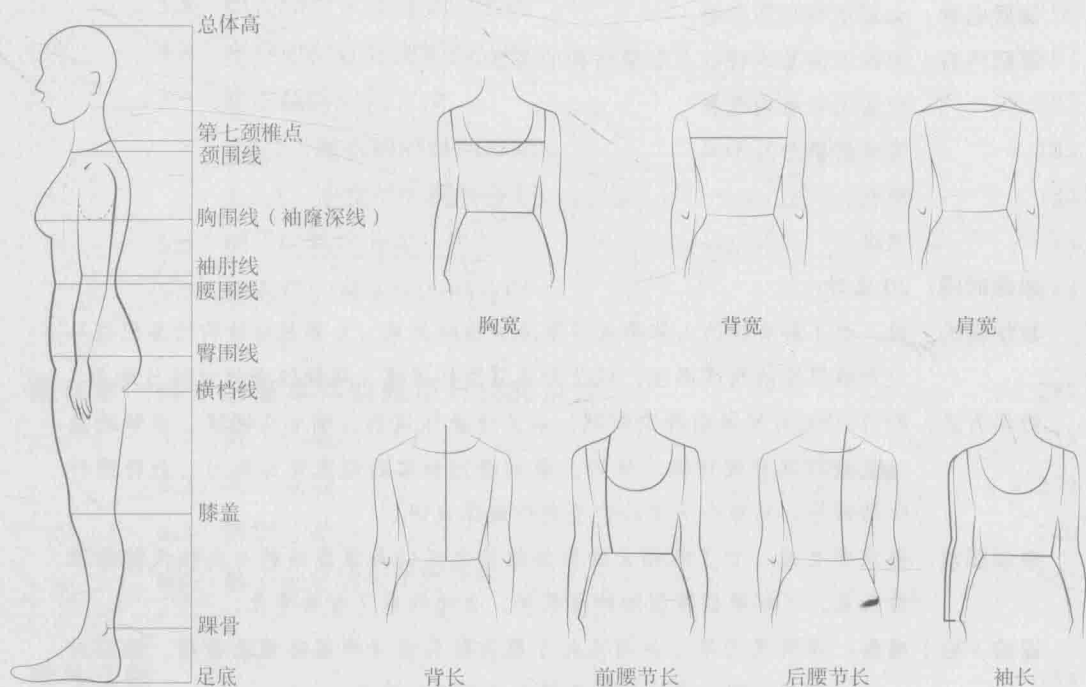 总体高
第七颈椎点
颈围线
胸围线（袖窿深线）
袖肘线
腰围线
臀围线
横档线
膝盖
踝骨
足底
胸宽
背宽
肩宽
背长
前腰节长
后腰节长
袖长